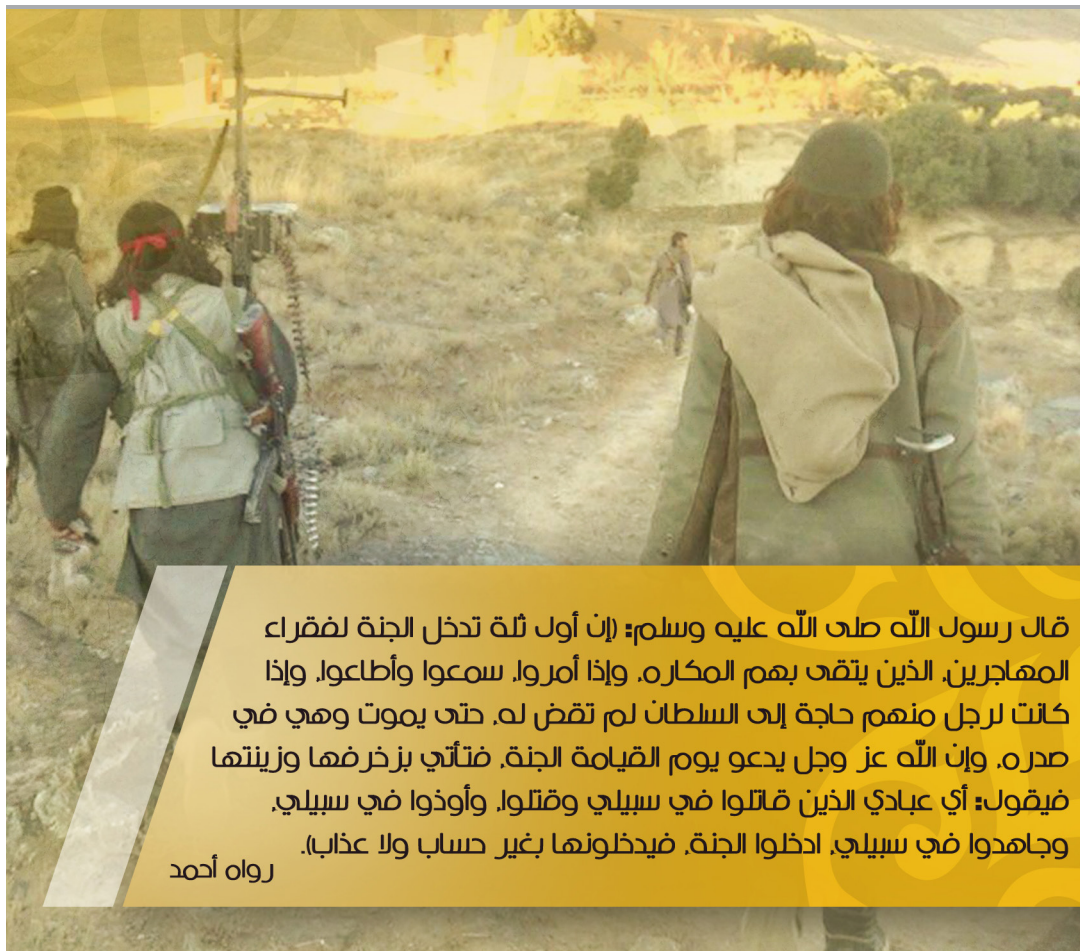 قال رسول الله صلى الله عليه وسلم: (إن أول ثلة تدخل الجنة لفقراء
المهاجرين، الذين يتقى بهم المكاره، وإذا أمروا، سمعوا وأطاعوا، وإذا
كانت لرجل منهم حاجة إلى السلطان لم تقض له، حتى يموت وهي في
صدره، وإن الله عز وجل يدعو يوم القيامة الجنة، فتأتي بزخرفها وزينتها
فيقول: أي عبادي الذين قاتلوا في سبيلي وقتلوا، وأوذوا في سبيلي،
وجاهدوا في سبيلي، ادخلوا الجنة، فيدخلونها بغير حساب ولا عذاب).
رواه أحمد